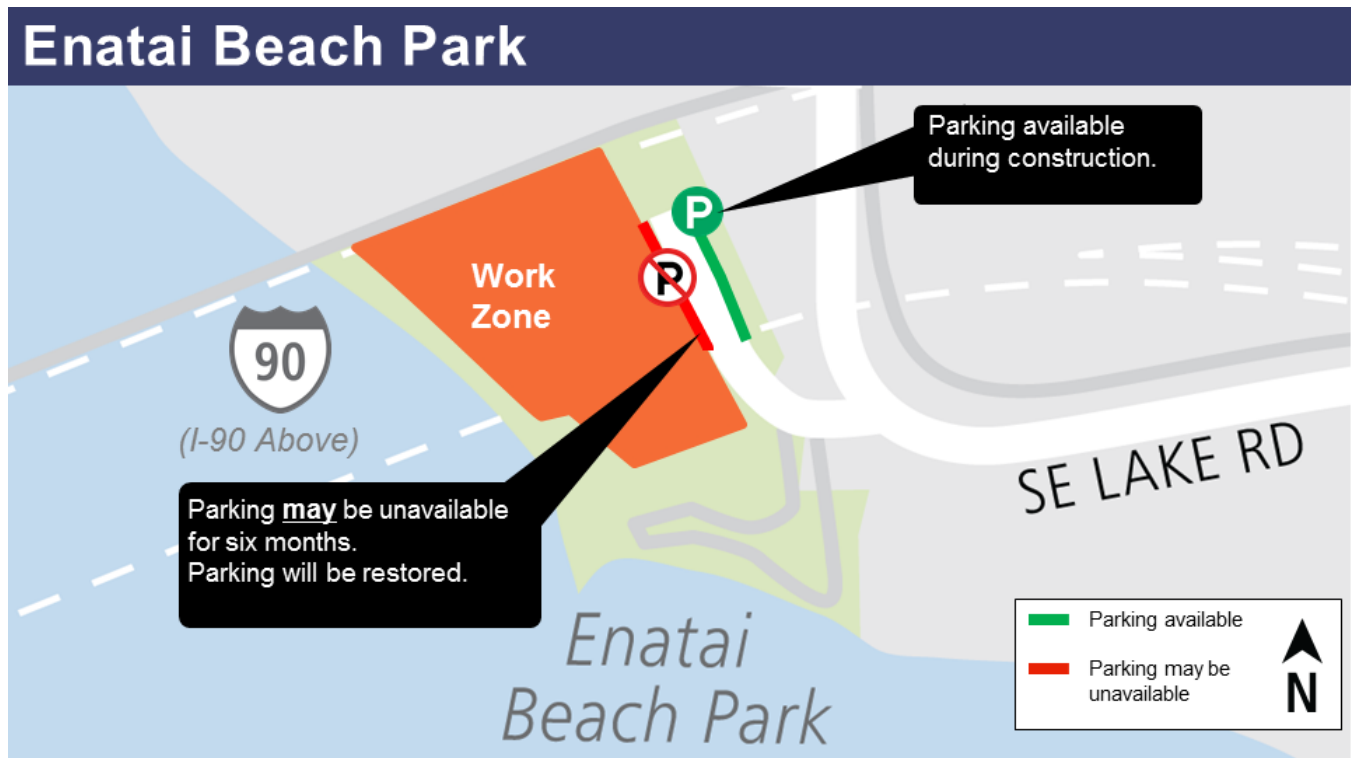 Enatai Beach Park
Parking available
during construction.
P
P
Work
Zone
90
(I-90 Above)
Parking may be unavailable
for six months.
Parking will be restored.
SE LAKE RD
Enatai
Beach Park
Parking available
Parking may be
unavailable
N